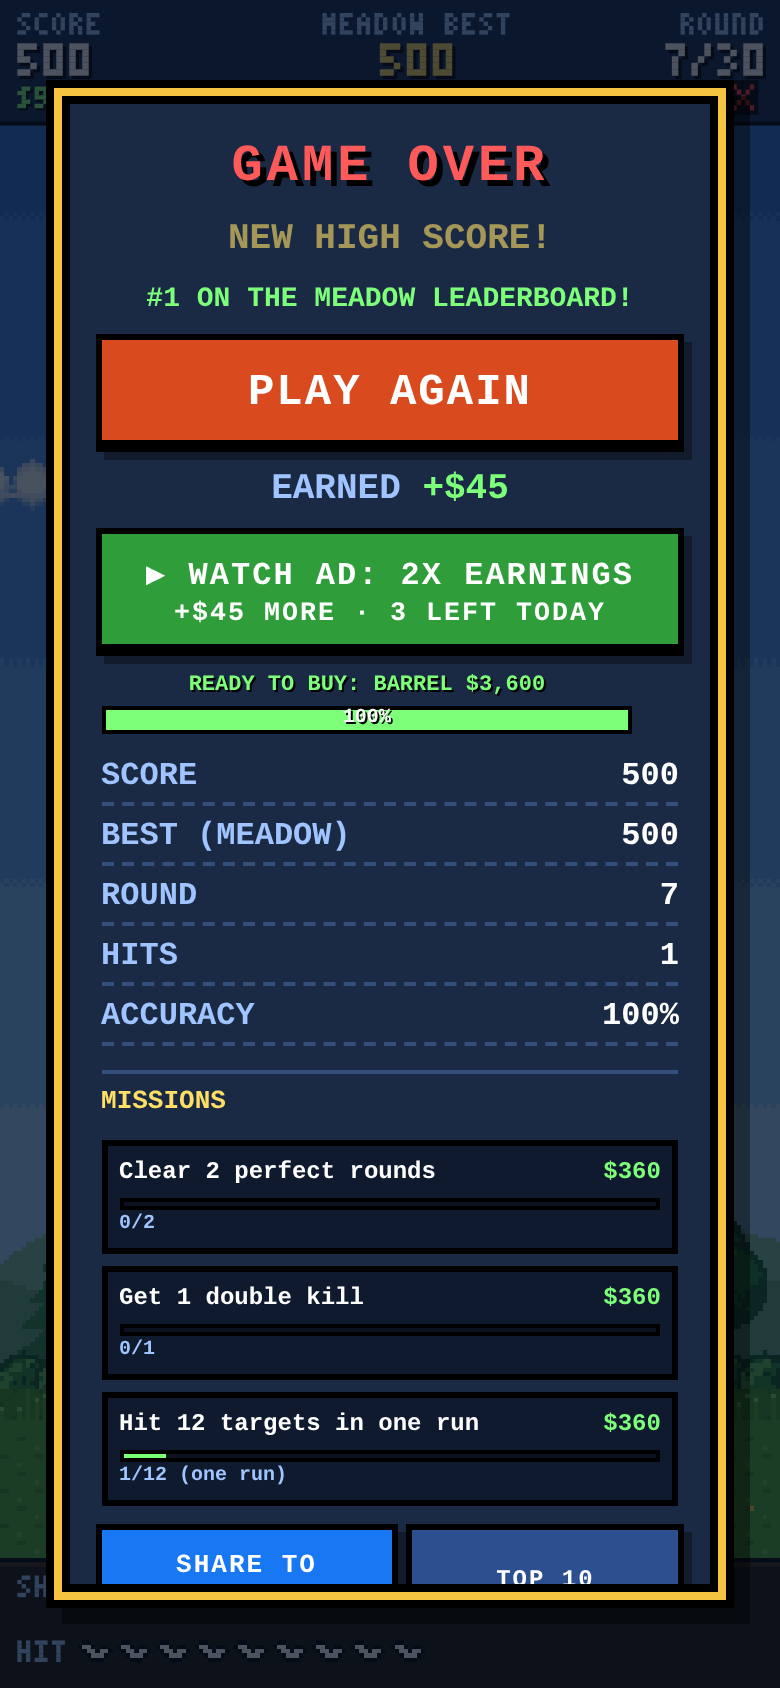 SCORE MEADOW BEST ROUND
500 500 7/30
GAME OVER
NEW HIGH SCORE!
#1 ON THE MEADOW LEADERBOARD!
PLAY AGAIN
EARNED +$45
▶ WATCH AD: 2X EARNINGS
+$45 MORE · 3 LEFT TODAY
READY TO BUY: BARREL $3,600
100%
SCORE 500
BEST (MEADOW) 500
ROUND 7
HITS 1
ACCURACY 100%
MISSIONS
Clear 2 perfect rounds $360
0/2
Get 1 double kill $360
0/1
Hit 12 targets in one run $360
1/12 (one run)
SHARE TO
TOP 10
HIT